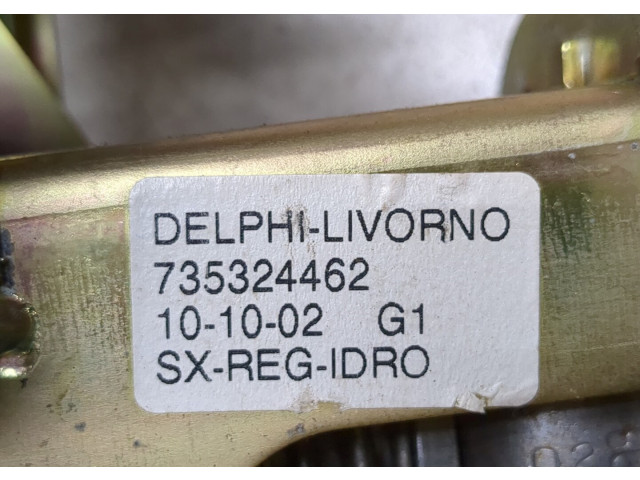 DELPHI-LIVORNO
735324462
10-10-02 G1
SX-REG-IDRO